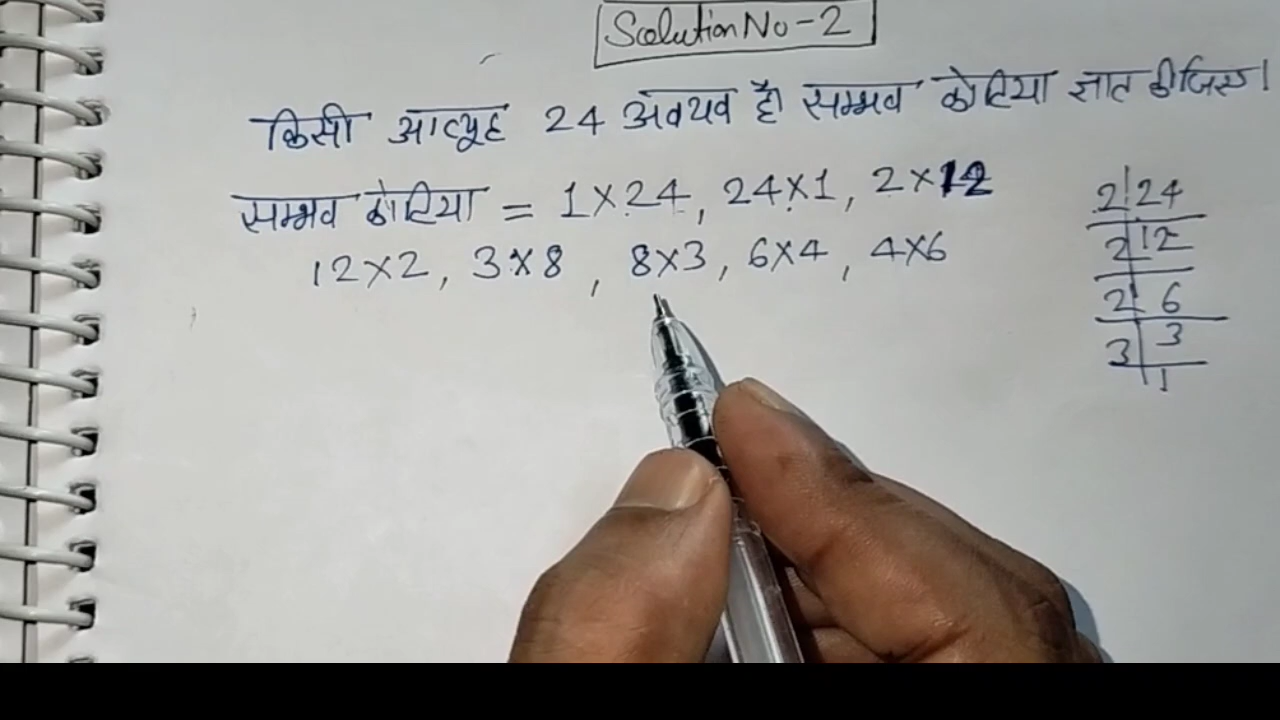 Soolution No-2
किसी आव्यूह 24 अवयव है। सम्भव कोटिया ज्ञात कीजिए।
सम्भव कोटिया = 1×24, 24×1, 2×12
12×2, 3×8, 8×3, 6×4, 4×6
2|24
2|12
2|6
3|3
1